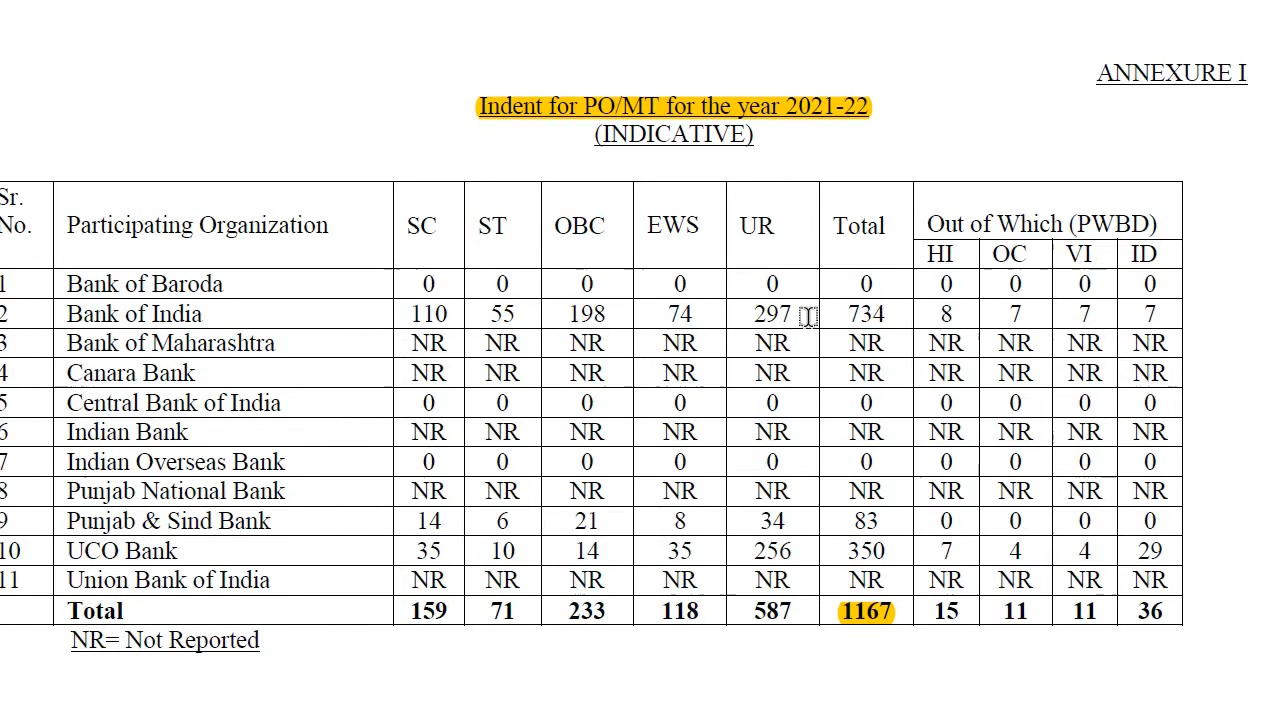 ANNEXURE I
Indent for PO/MT for the year 2021-22
(INDICATIVE)
Sr. No. Participating Organization SC ST OBC EWS UR Total Out of Which (PWBD)
HI OC VI ID
1 Bank of Baroda 0 0 0 0 0 0 0 0 0 0
2 Bank of India 110 55 198 74 297 734 8 7 7 7
3 Bank of Maharashtra NR NR NR NR NR NR NR NR NR NR
4 Canara Bank NR NR NR NR NR NR NR NR NR NR
5 Central Bank of India 0 0 0 0 0 0 0 0 0 0
6 Indian Bank NR NR NR NR NR NR NR NR NR NR
7 Indian Overseas Bank 0 0 0 0 0 0 0 0 0 0
8 Punjab National Bank NR NR NR NR NR NR NR NR NR NR
9 Punjab & Sind Bank 14 6 21 8 34 83 0 0 0 0
10 UCO Bank 35 10 14 35 256 350 7 4 4 29
11 Union Bank of India NR NR NR NR NR NR NR NR NR NR
Total 159 71 233 118 587 1167 15 11 11 36
NR= Not Reported